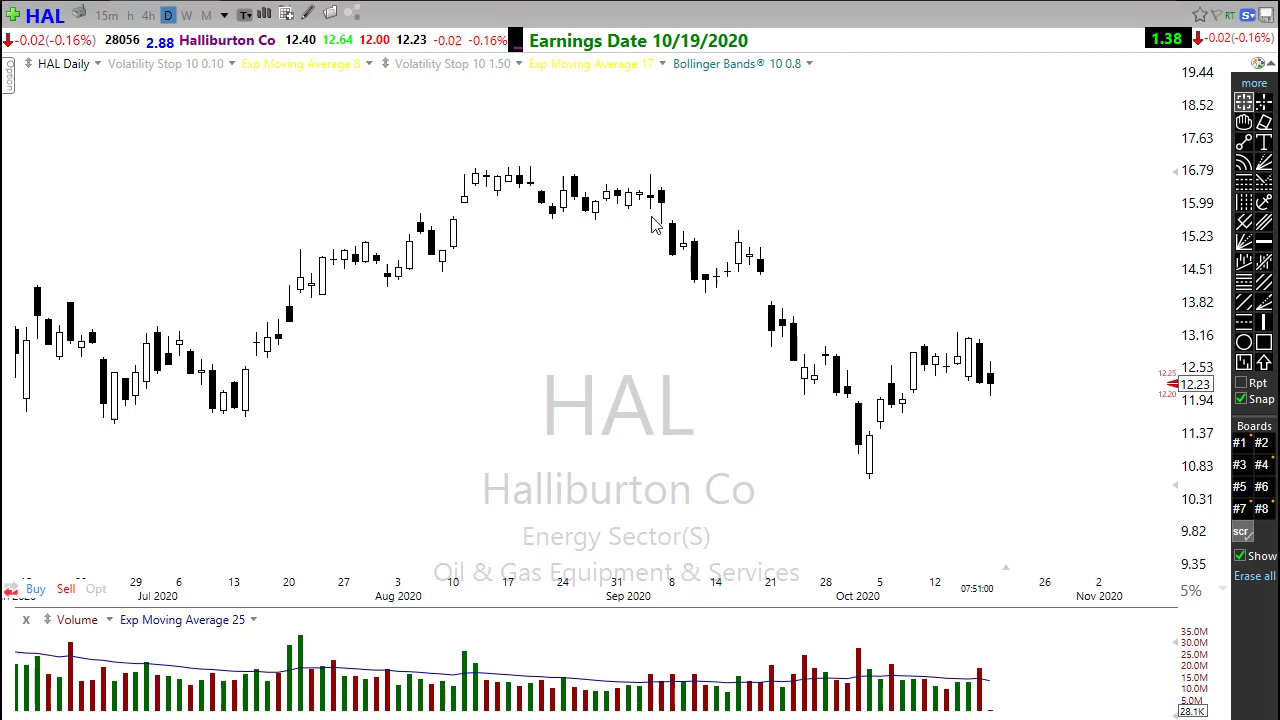 HAL 15m h 4h D W M T RT S
-0.02(-0.16%) 28056 2.88 Halliburton Co 12.40 12.64 12.00 12.23 -0.02 -0.16% Earnings Date 10/19/2020 1.38 -0.02(-0.16%)
Option
HAL Daily Volatility Stop 10 0.10 Exp Moving Average 8 Volatility Stop 10 1.50 Exp Moving Average 17 Bollinger Bands® 10 0.8
19.44
18.52
17.63
16.79
15.99
15.23
14.51
13.82
13.16
12.53
12.25
12.23
12.20
11.94
11.37
10.83
10.31
9.82
9.35
5%
HAL
Halliburton Co
Energy Sector(S)
Oil & Gas Equipment & Services
Buy Sell Opt
29 6 13 20 27 3 10 17 24 31 8 14 21 28 5 12 07:51:00 26 2
Jul 2020 Aug 2020 Sep 2020 Oct 2020 Nov 2020
x Volume Exp Moving Average 25
35.0M
30.0M
25.0M
20.0M
15.0M
10.0M
5.0M
28.1K
more
T
Rpt
Snap
Boards
#1 #2
#3 #4
#5 #6
#7 #8
scr
Show
Erase all